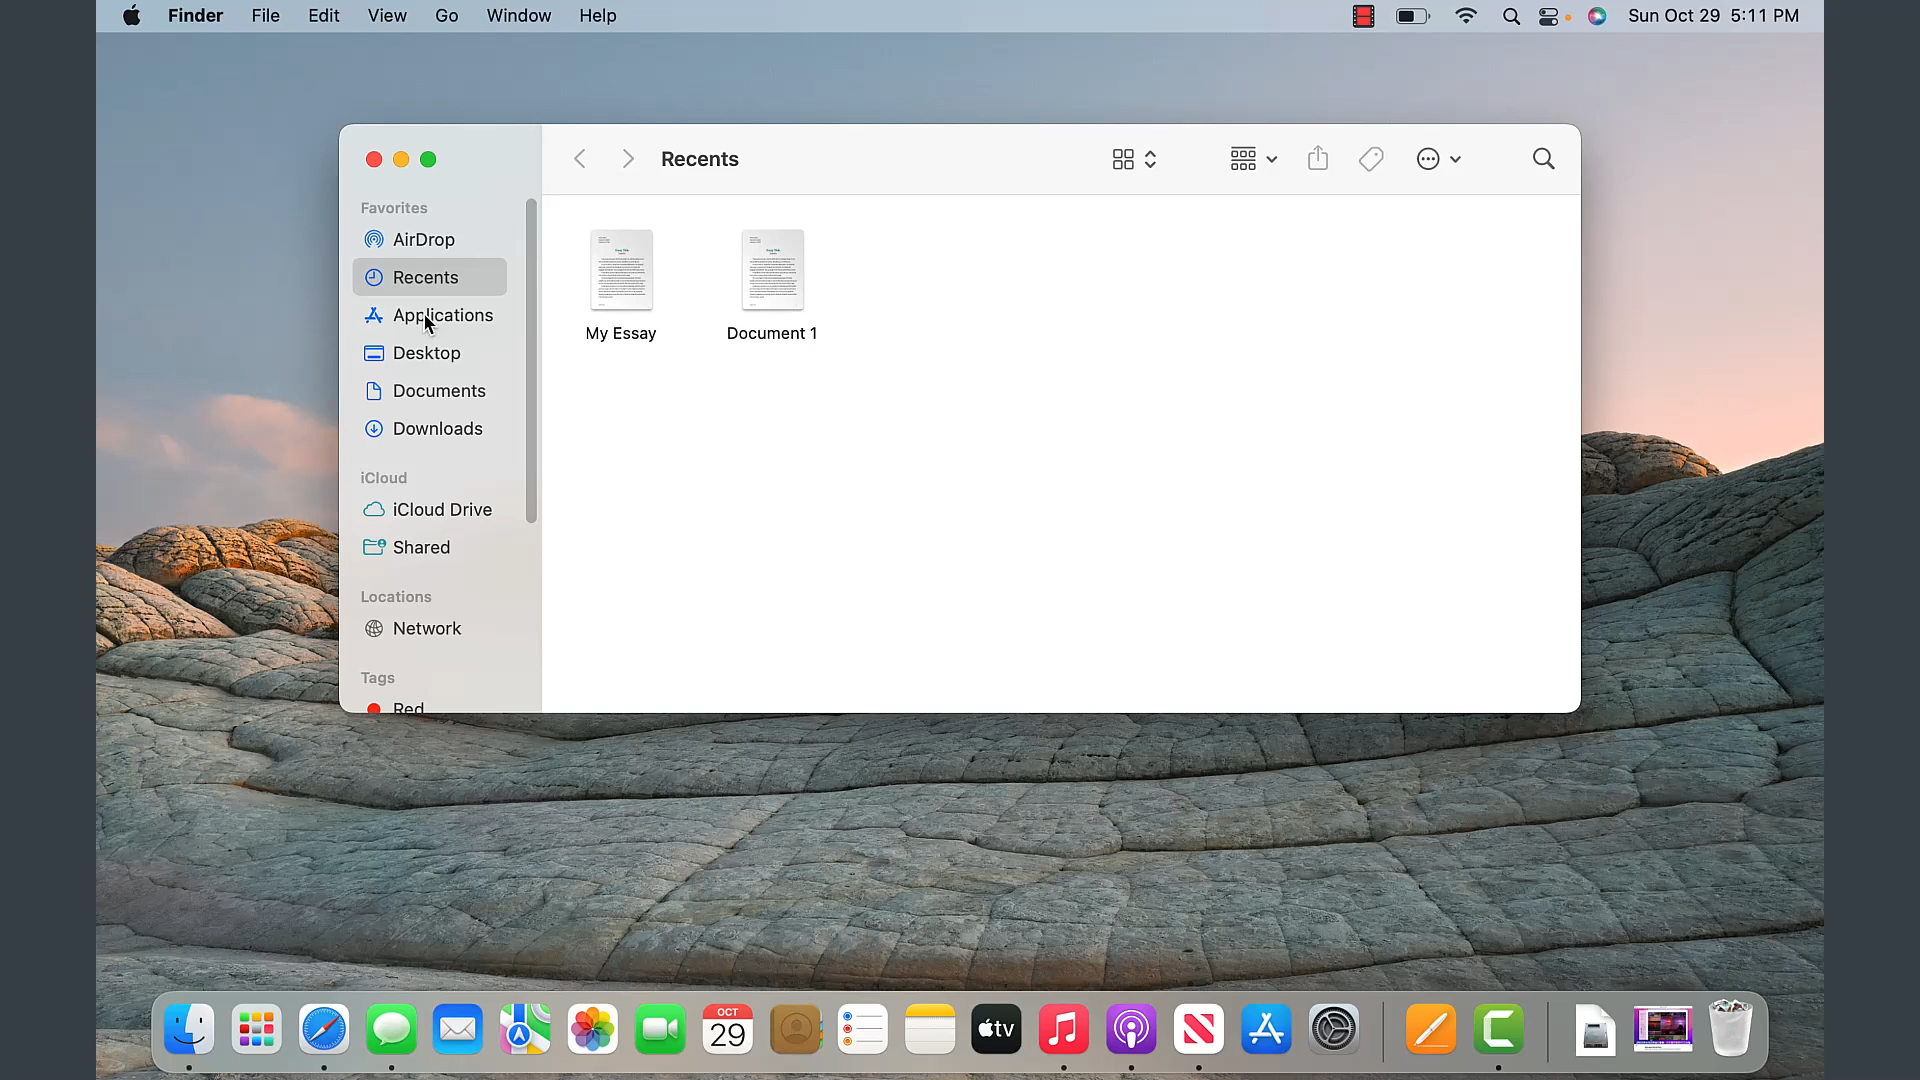 Finder File Edit View Go Window Help Sun Oct 29 5:11 PM
Recents
Favorites
AirDrop
Recents
Applications
Desktop
Documents
Downloads
iCloud
iCloud Drive
Shared
Locations
Network
Tags
Red
My Essay Document 1
OCT
29
tv